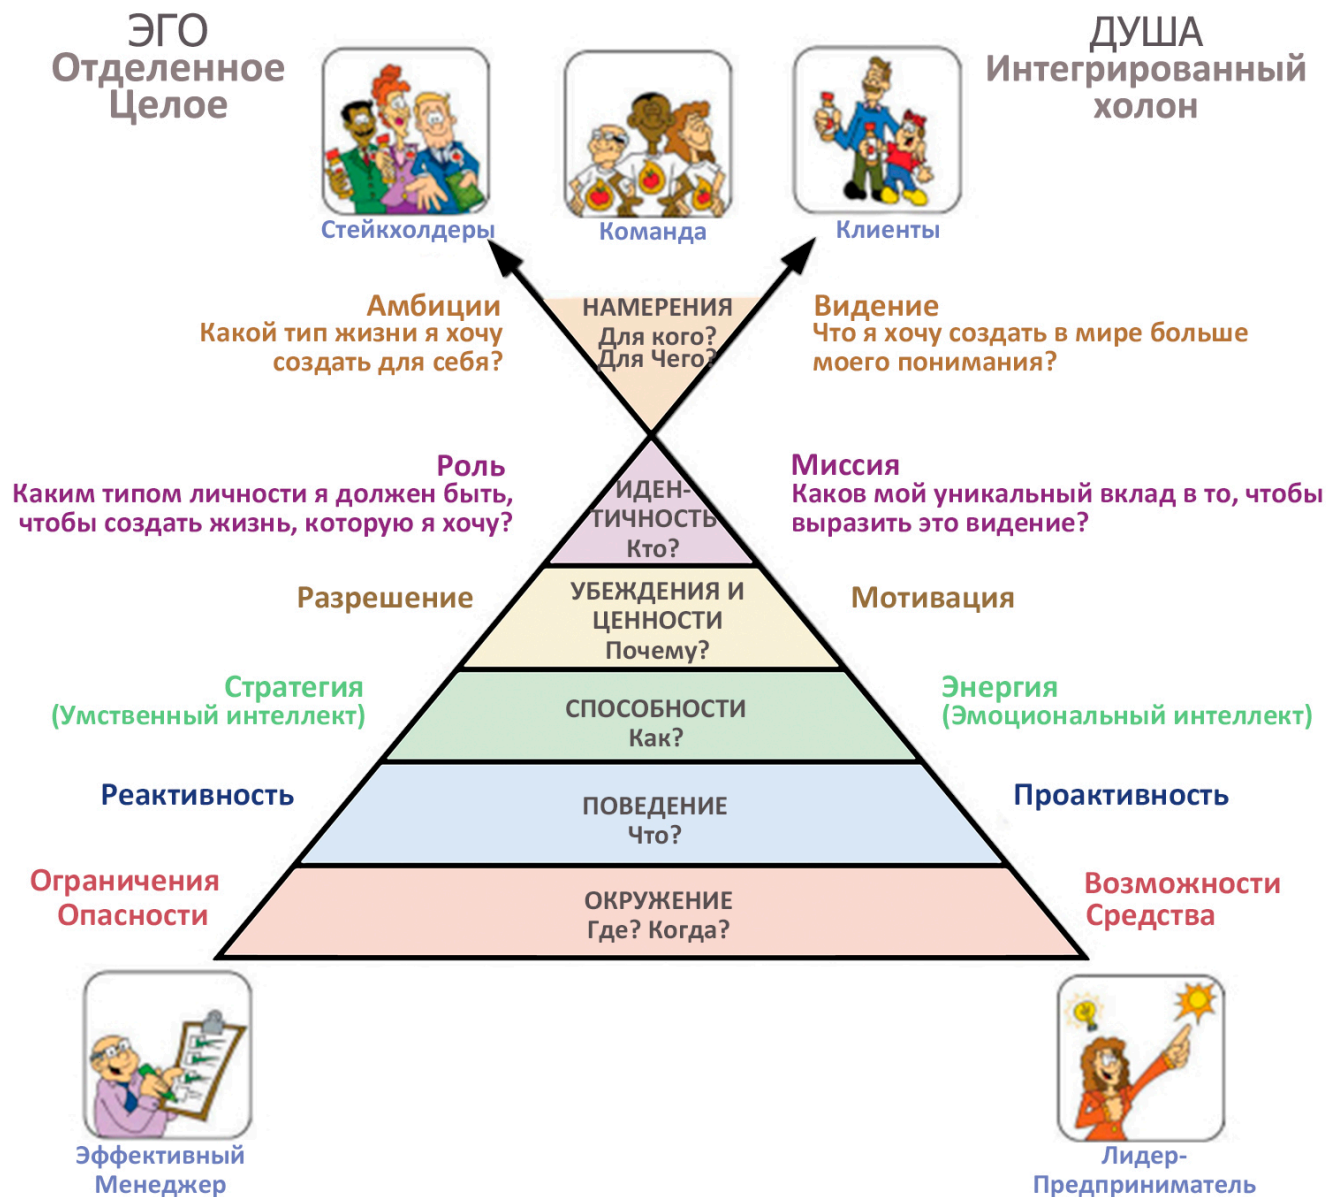 ЭГО
Отделенное
Целое
ДУША
Интегрированный
холон
Стейкхолдеры
Команда
Клиенты
Амбиции
Какой тип жизни я хочу
создать для себя?
НАМЕРЕНИЯ
Для кого?
Для Чего?
Видение
Что я хочу создать в мире больше
моего понимания?
Роль
Каким типом личности я должен быть,
чтобы создать жизнь, которую я хочу?
ИДЕН-
ТИЧНОСТЬ
Кто?
Миссия
Каков мой уникальный вклад в то, чтобы
выразить это видение?
Разрешение
УБЕЖДЕНИЯ И
ЦЕННОСТИ
Почему?
Мотивация
Стратегия
(Умственный интеллект)
СПОСОБНОСТИ
Как?
Энергия
(Эмоциональный интеллект)
Реактивность
ПОВЕДЕНИЕ
Что?
Проактивность
Ограничения
Опасности
ОКРУЖЕНИЕ
Где? Когда?
Возможности
Средства
Эффективный
Менеджер
Лидер-
Предприниматель